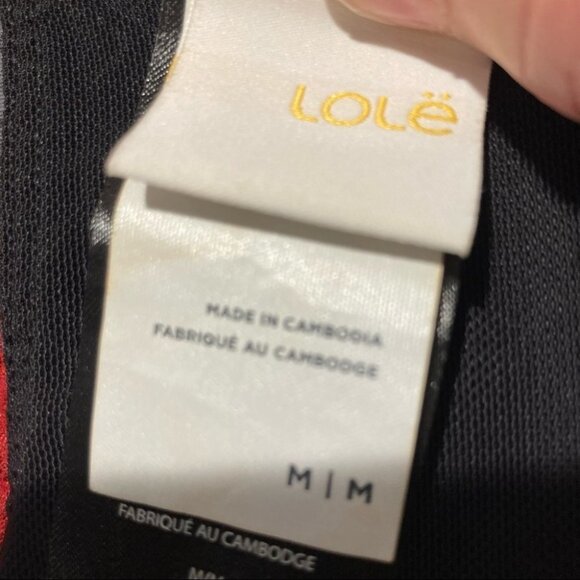 LOLË
MADE IN CAMBODIA
FABRIQUÉ AU CAMBODGE
M | M
FABRIQUÉ AU CAMBODGE